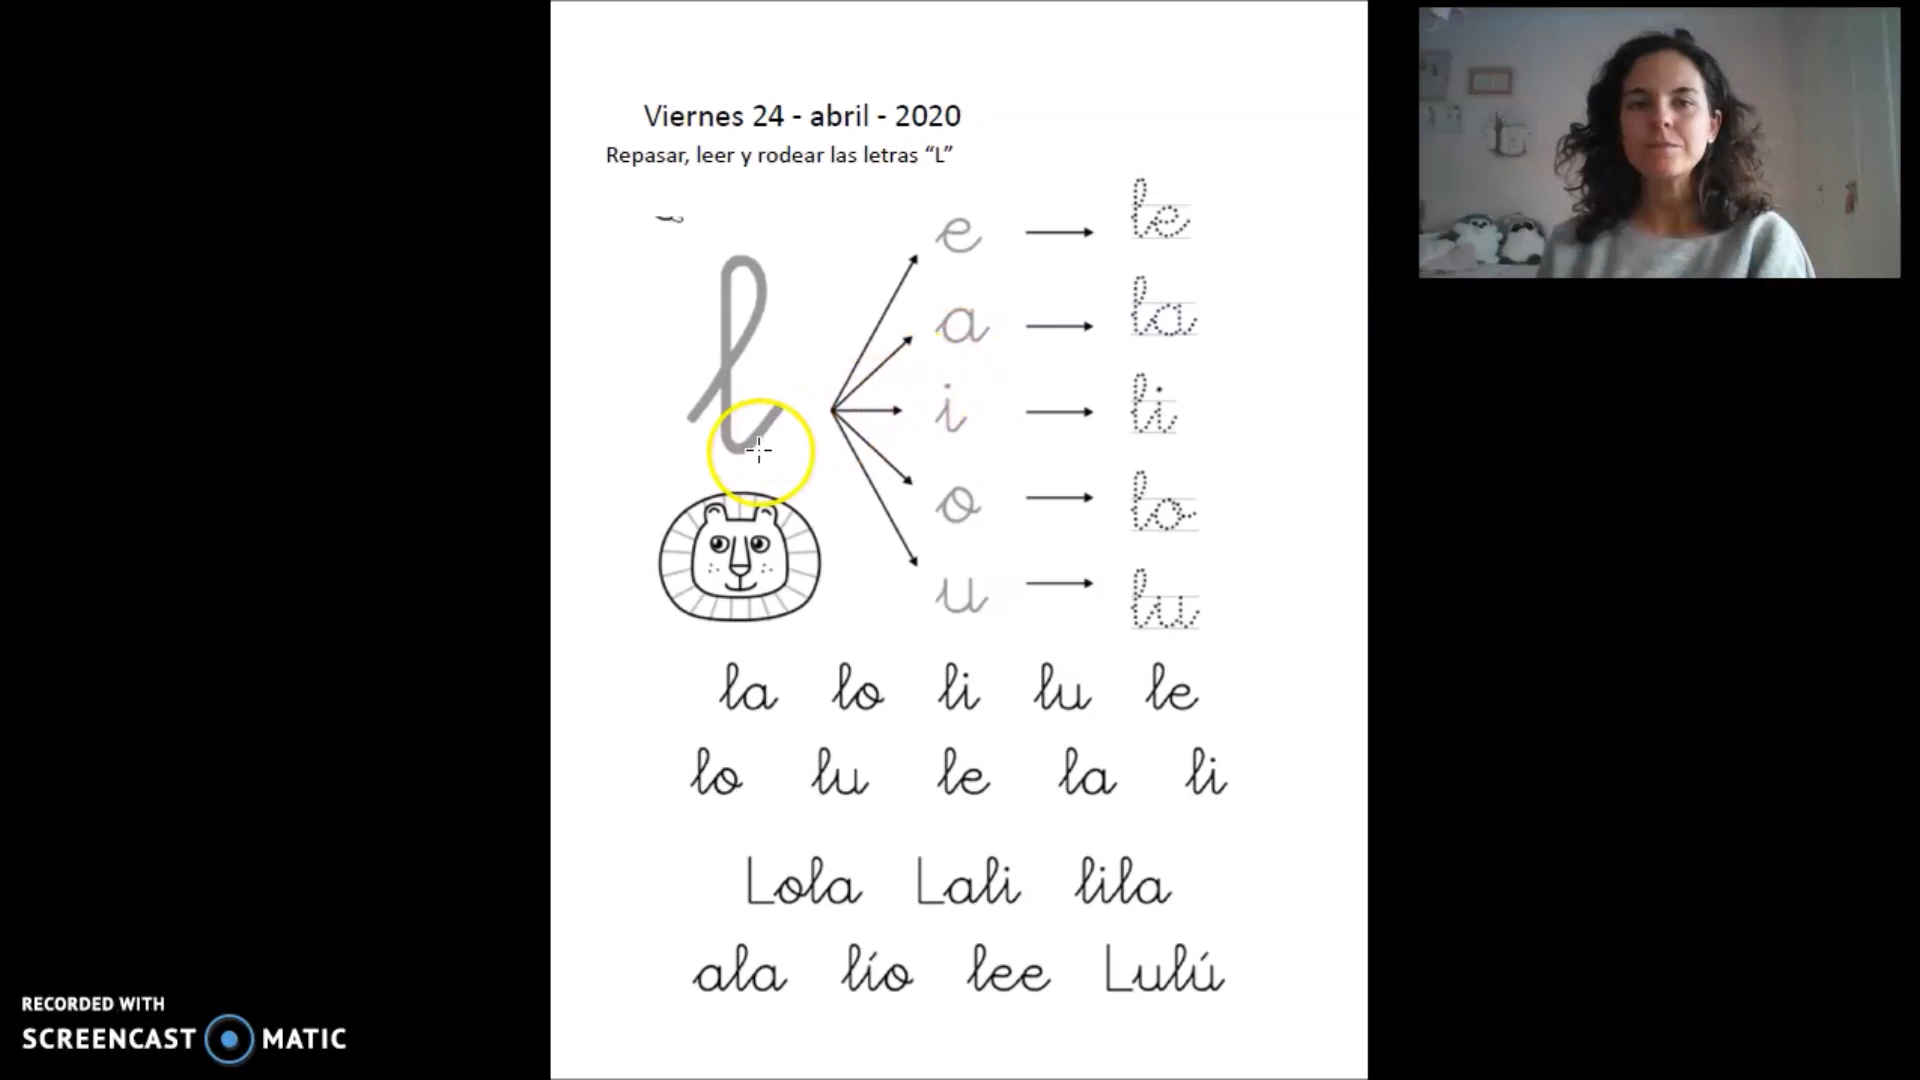 Viernes 24 - abril - 2020
Repasar, leer y rodear las letras “L”
l
e le
a la
i li
o lo
u lu
la lo li lu le
lo lu le la li
Lola Lali lila
ala lío lee Lulú
RECORDED WITH
SCREENCAST MATIC